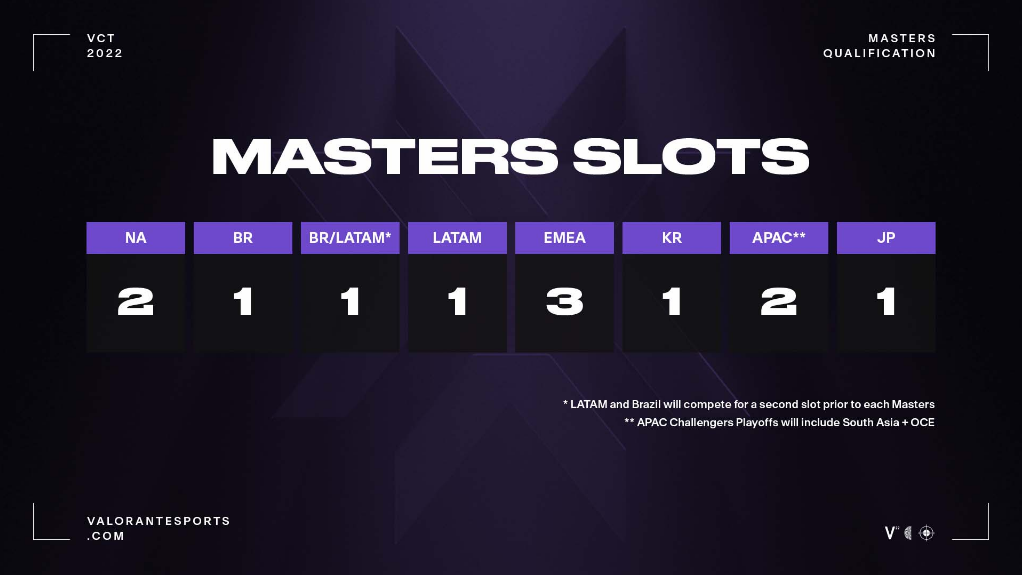 VCT
2022
MASTERS
QUALIFICATION
MASTERS SLOTS
NA BR BR/LATAM* LATAM EMEA KR APAC** JP
2 1 1 1 3 1 2 1
* LATAM and Brazil will compete for a second slot prior to each Masters
** APAC Challengers Playoffs will include South Asia + OCE
VALORANTESPORTS
.COM